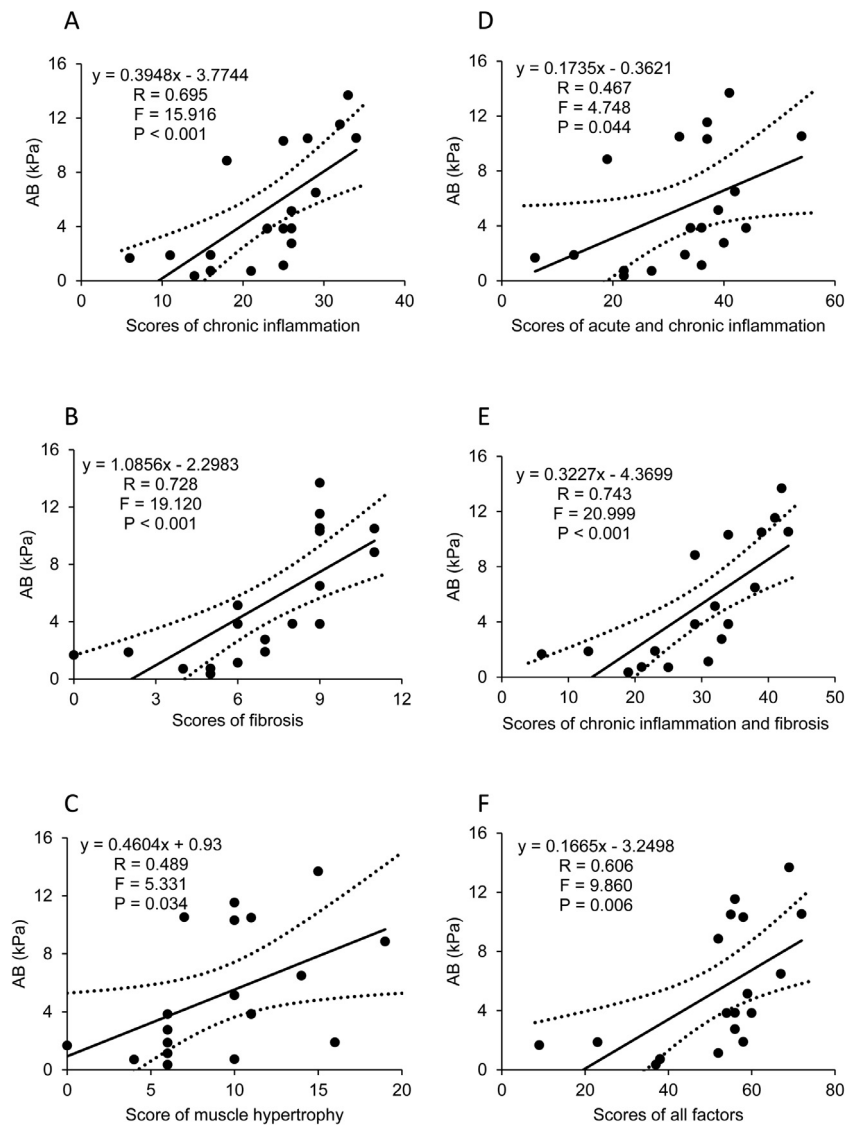 A
y = 0.3948x - 3.7744
R = 0.695
F = 15.916
P < 0.001
16
12
8
4
0
AB (kPa)
0 10 20 30 40
Scores of chronic inflammation
D
y = 0.1735x - 0.3621
R = 0.467
F = 4.748
P = 0.044
16
12
8
4
0
AB (kPa)
0 20 40 60
Scores of acute and chronic inflammation
B
y = 1.0856x - 2.2983
R = 0.728
F = 19.120
P < 0.001
16
12
8
4
0
AB (kPa)
0 3 6 9 12
Scores of fibrosis
E
y = 0.3227x - 4.3699
R = 0.743
F = 20.999
P < 0.001
16
12
8
4
0
AB (kPa)
0 10 20 30 40 50
Scores of chronic inflammation and fibrosis
C
y = 0.4604x + 0.93
R = 0.489
F = 5.331
P = 0.034
16
12
8
4
0
AB (kPa)
0 5 10 15 20
Score of muscle hypertrophy
F
y = 0.1665x - 3.2498
R = 0.606
F = 9.860
P = 0.006
16
12
8
4
0
AB (kPa)
0 20 40 60 80
Scores of all factors